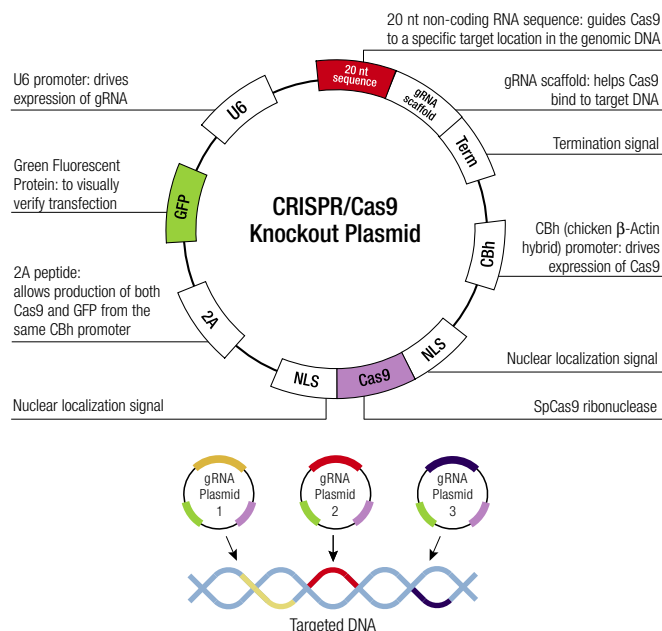 20 nt non-coding RNA sequence: guides Cas9
to a specific target location in the genomic DNA
U6 promoter: drives
expression of gRNA
gRNA scaffold: helps Cas9
bind to target DNA
Termination signal
Green Fluorescent
Protein: to visually
verify transfection
CBh (chicken β-Actin
hybrid) promoter: drives
expression of Cas9
2A peptide:
allows production of both
Cas9 and GFP from the
same CBh promoter
Nuclear localization signal
Nuclear localization signal
SpCas9 ribonuclease
20 nt
sequence
gRNA
scaffold
Term
CBh
NLS
Cas9
NLS
2A
GFP
U6
CRISPR/Cas9
Knockout Plasmid
gRNA
Plasmid
1
gRNA
Plasmid
2
gRNA
Plasmid
3
Targeted DNA